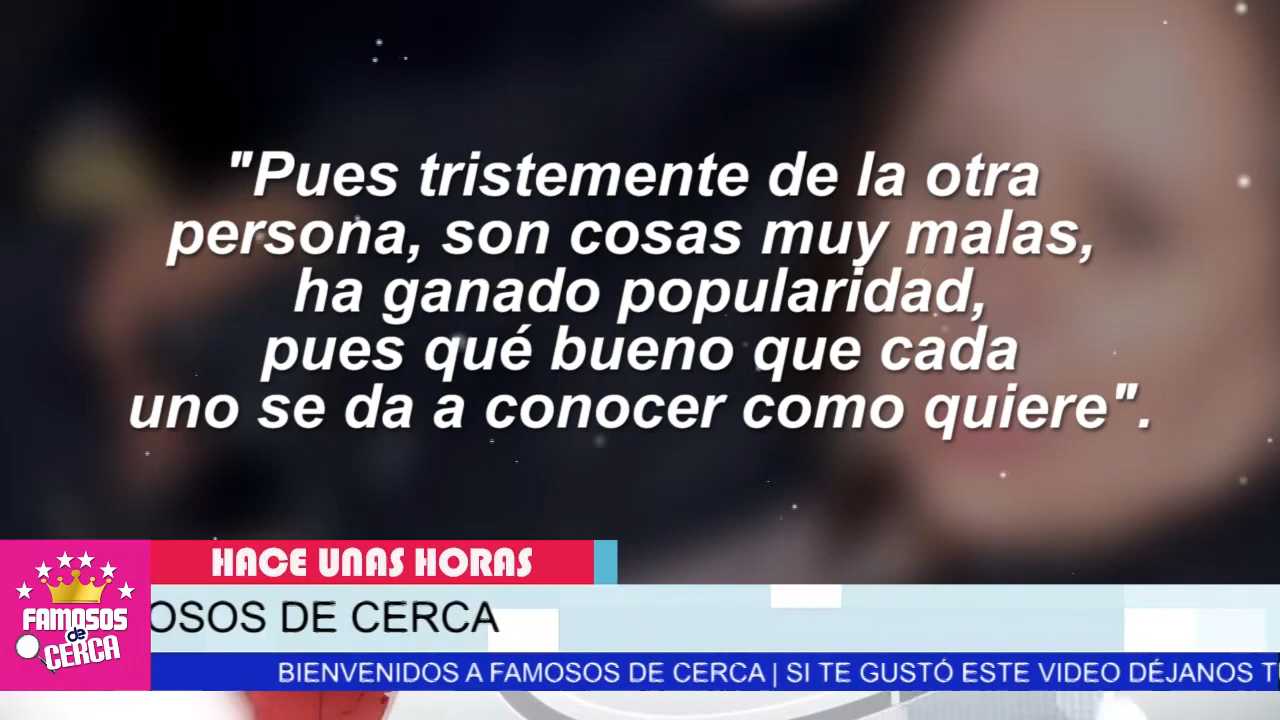 "Pues tristemente de la otra
persona, son cosas muy malas,
ha ganado popularidad,
pues qué bueno que cada
uno se da a conocer como quiere".
HACE UNAS HORAS
OSOS DE CERCA
FAMOSOS
de
CERCA
BIENVENIDOS A FAMOSOS DE CERCA | SI TE GUSTÓ ESTE VIDEO DÉJANOS T